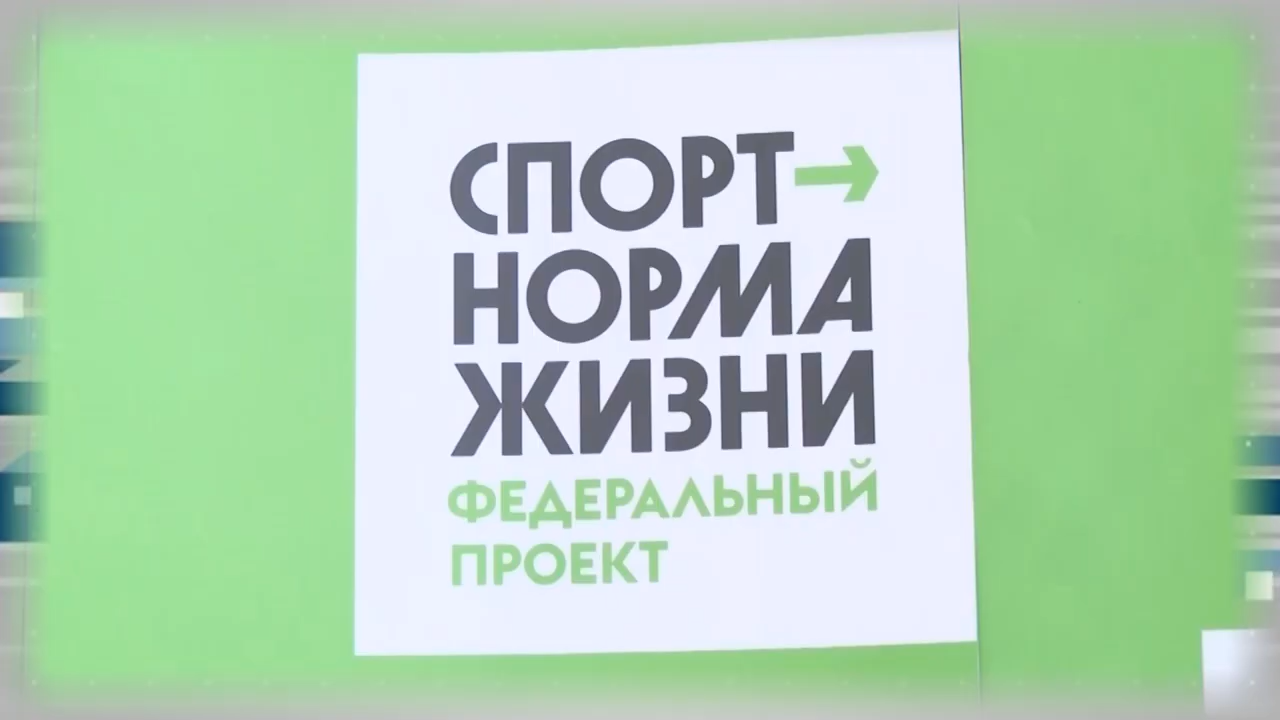 СПОРТ→
НОРМА
ЖИЗНИ
ФЕДЕРАЛЬНЫЙ
ПРОЕКТ